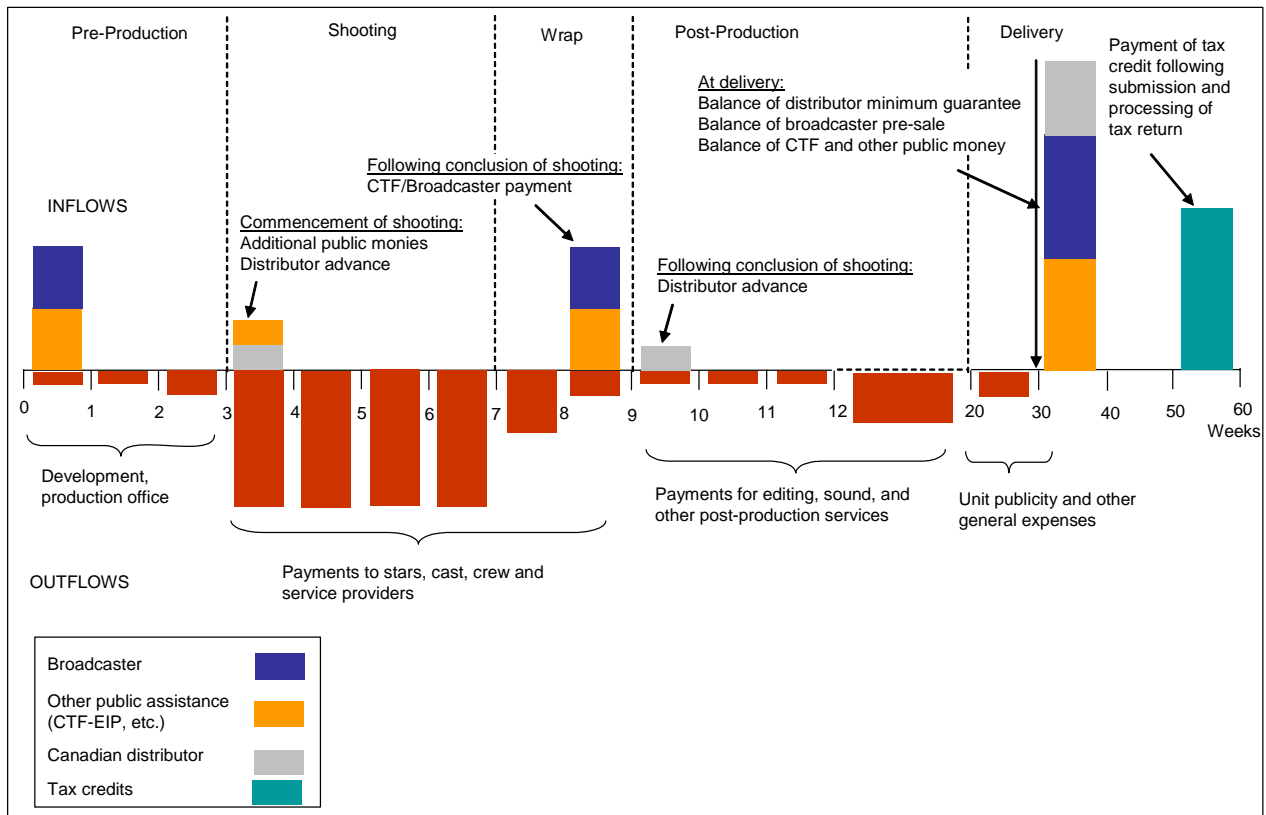 Pre-Production
Shooting
Wrap
Post-Production
Delivery
Payment of tax
credit following
submission and
processing of
tax return
At delivery:
Balance of distributor minimum guarantee
Balance of broadcaster pre-sale
Balance of CTF and other public money
Following conclusion of shooting:
CTF/Broadcaster payment
INFLOWS
Commencement of shooting:
Additional public monies
Distributor advance
Following conclusion of shooting:
Distributor advance
0 1 2 3 4 5 6 7 8 9 10 11 12 20 30 40 50 60
Weeks
Development,
production office
Payments for editing, sound, and
other post-production services
Unit publicity and other
general expenses
Payments to stars, cast, crew and
service providers
OUTFLOWS
Broadcaster
Other public assistance
(CTF-EIP, etc.)
Canadian distributor
Tax credits